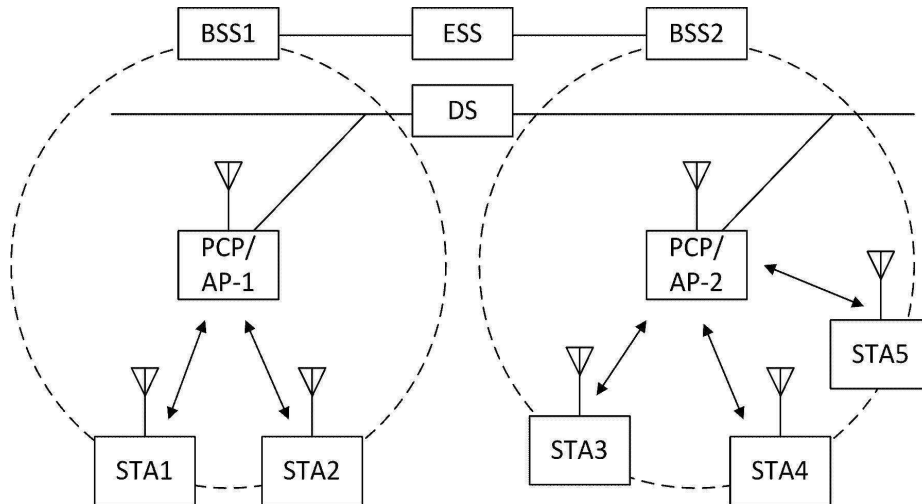 BSS1
ESS
BSS2
DS
PCP/
AP-1
PCP/
AP-2
STA5
STA3
STA1
STA2
STA4